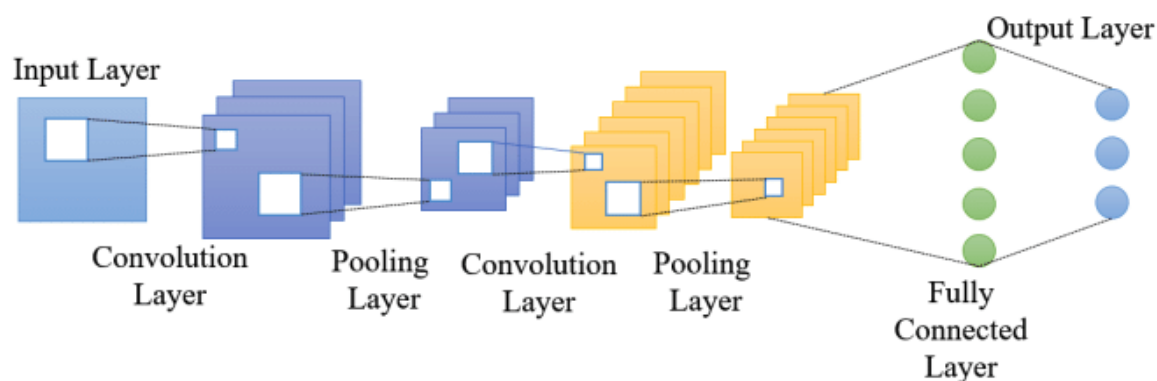 Input Layer
Output Layer
Convolution
Layer
Pooling
Layer
Convolution
Layer
Pooling
Layer
Fully
Connected
Layer